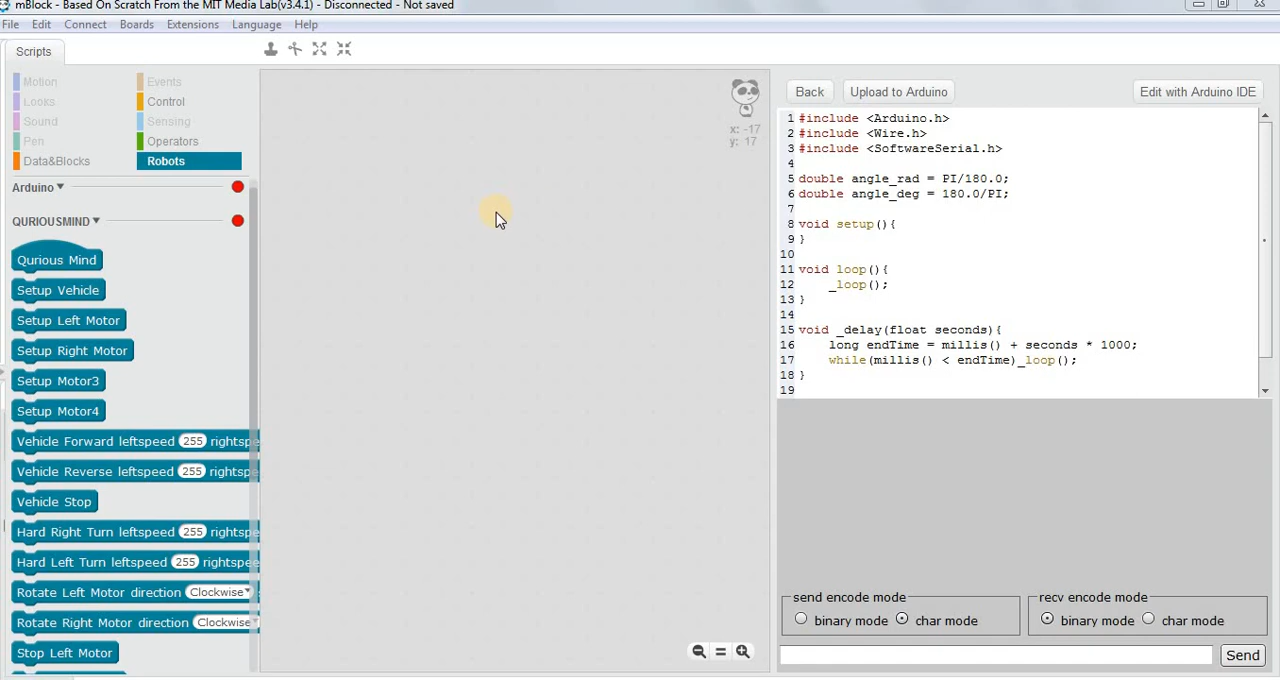 mBlock - Based On Scratch From the MIT Media Lab(v3.4.1) - Disconnected - Not saved
File Edit Connect Boards Extensions Language Help
Scripts
Motion Events
Looks Control
Sound Sensing
Pen Operators
Data&Blocks Robots
Arduino
QURIOUSMIND
Qurious Mind
Setup Vehicle
Setup Left Motor
Setup Right Motor
Setup Motor3
Setup Motor4
Vehicle Forward leftspeed 255 rightspe
Vehicle Reverse leftspeed 255 rightspe
Vehicle Stop
Hard Right Turn leftspeed 255 rightspe
Hard Left Turn leftspeed 255 rightspe
Rotate Left Motor direction Clockwise
Rotate Right Motor direction Clockwise
Stop Left Motor
x: -17
y: 17
Back Upload to Arduino Edit with Arduino IDE
1 #include <Arduino.h>
2 #include <Wire.h>
3 #include <SoftwareSerial.h>
4
5 double angle_rad = PI/180.0;
6 double angle_deg = 180.0/PI;
7
8 void setup(){
9 }
10
11 void loop(){
12 _loop();
13 }
14
15 void _delay(float seconds){
16 long endTime = millis() + seconds * 1000;
17 while(millis() < endTime)_loop();
18 }
19
send encode mode recv encode mode
binary mode char mode binary mode char mode
Send